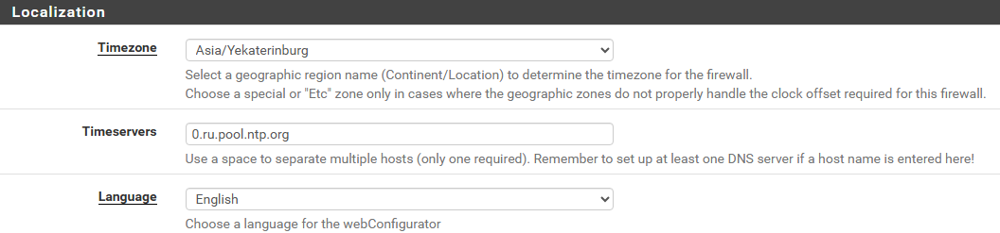 Localization
Timezone
Asia/Yekaterinburg
Select a geographic region name (Continent/Location) to determine the timezone for the firewall.
Choose a special or "Etc" zone only in cases where the geographic zones do not properly handle the clock offset required for this firewall.
Timeservers
0.ru.pool.ntp.org
Use a space to separate multiple hosts (only one required). Remember to set up at least one DNS server if a host name is entered here!
Language
English
Choose a language for the webConfigurator